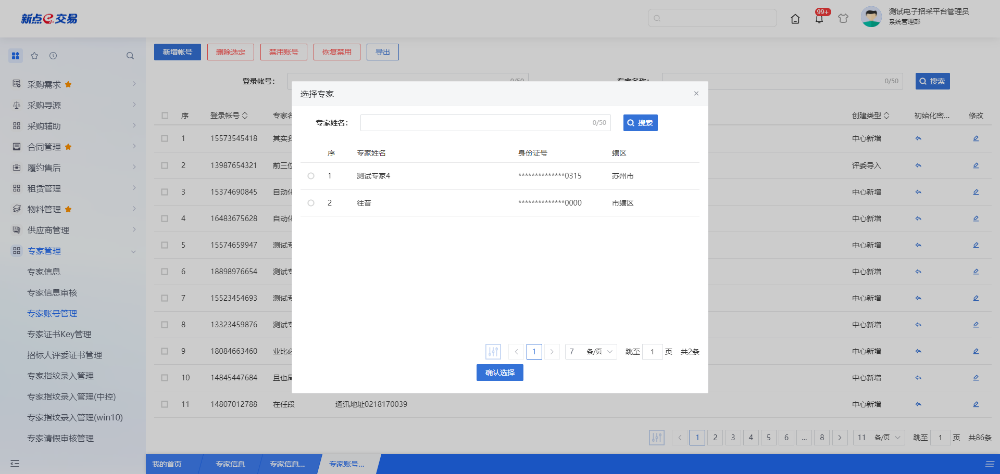 新点e交易
99+
测试电子招采平台管理员
系统管理部
采购需求
采购寻源
采购辅助
合同管理
履约售后
租赁管理
物料管理
供应商管理
专家管理
专家信息
专家信息审核
专家账号管理
专家证书Key管理
招标人评委证书管理
专家指纹录入管理
专家指纹录入管理(中控)
专家指纹录入管理(win10)
专家请假审核管理
新增帐号 删除选定 禁用账号 恢复禁用 导出
登录帐号： 0/50 专家名称： 0/50 搜索
序 登录帐号 专家名 创建类型 初始化密... 修改
1 15573545418 其实我 中心新增
2 13987654321 前三位 评委导入
3 15374690845 自动化 中心新增
4 16483675628 自动化 中心新增
5 15574659947 测试专 中心新增
6 18898976654 测试专 中心新增
7 15523454693 测试专 中心新增
8 13323459876 测试专 中心新增
9 18084663460 业比必 中心新增
10 14845447684 且也局 中心新增
11 14807012788 在任段 通讯地址0218170039 中心新增
1 2 3 4 5 6 ... 8 11 条/页 跳至 1 页 共86条
选择专家
专家姓名： 0/50 搜索
序 专家姓名 身份证号 辖区
1 测试专家4 **************0315 苏州市
2 往昔 **************0000 市辖区
1 7 条/页 跳至 1 页 共2条
确认选择
我的首页 专家信息 专家信息... 专家账号...